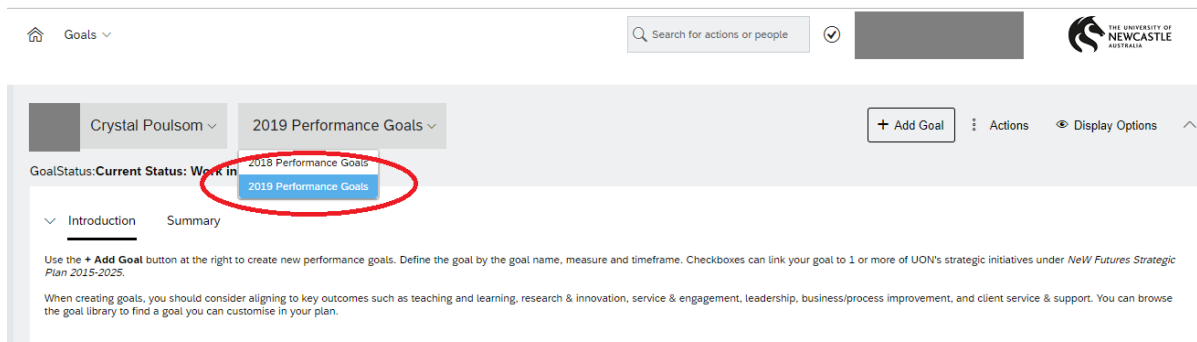 Goals
Search for actions or people
THE UNIVERSITY OF
NEWCASTLE
AUSTRALIA
Crystal Poulsom
2019 Performance Goals
+ Add Goal
Actions
Display Options
2018 Performance Goals
GoalStatus:Current Status: Work in
2019 Performance Goals
Introduction
Summary
Use the + Add Goal button at the right to create new performance goals. Define the goal by the goal name, measure and timeframe. Checkboxes can link your goal to 1 or more of UON's strategic initiatives under NeW Futures Strategic
Plan 2015-2025.
When creating goals, you should consider aligning to key outcomes such as teaching and learning, research & innovation, service & engagement, leadership, business/process improvement, and client service & support. You can browse
the goal library to find a goal you can customise in your plan.